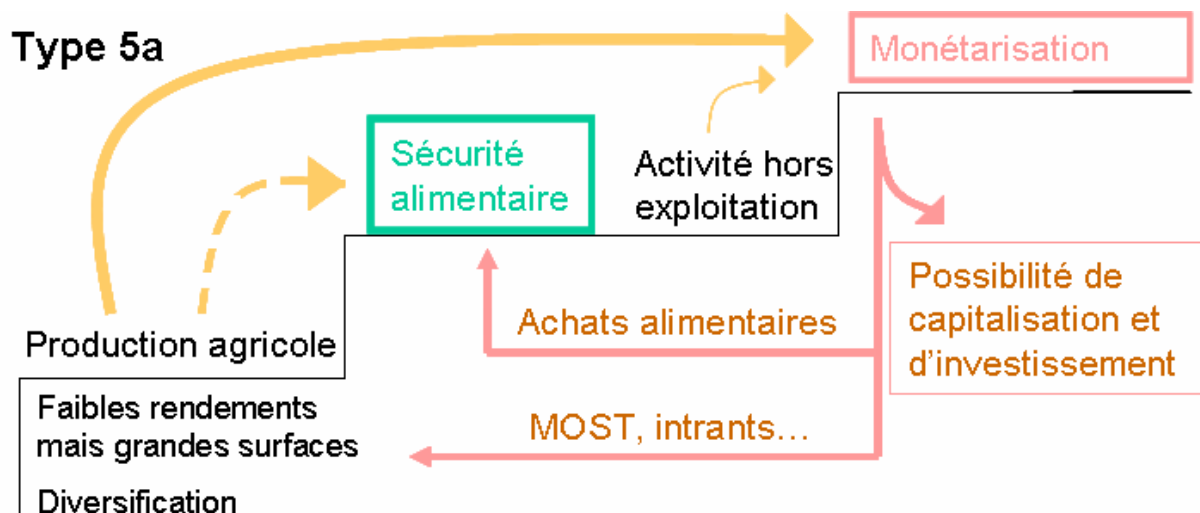 Type 5a
Monétarisation
Sécurité
alimentaire
Activité hors
exploitation
Possibilité de
capitalisation et
d'investissement
Achats alimentaires
Production agricole
Faibles rendements
mais grandes surfaces
MOST, intrants...
Diversification